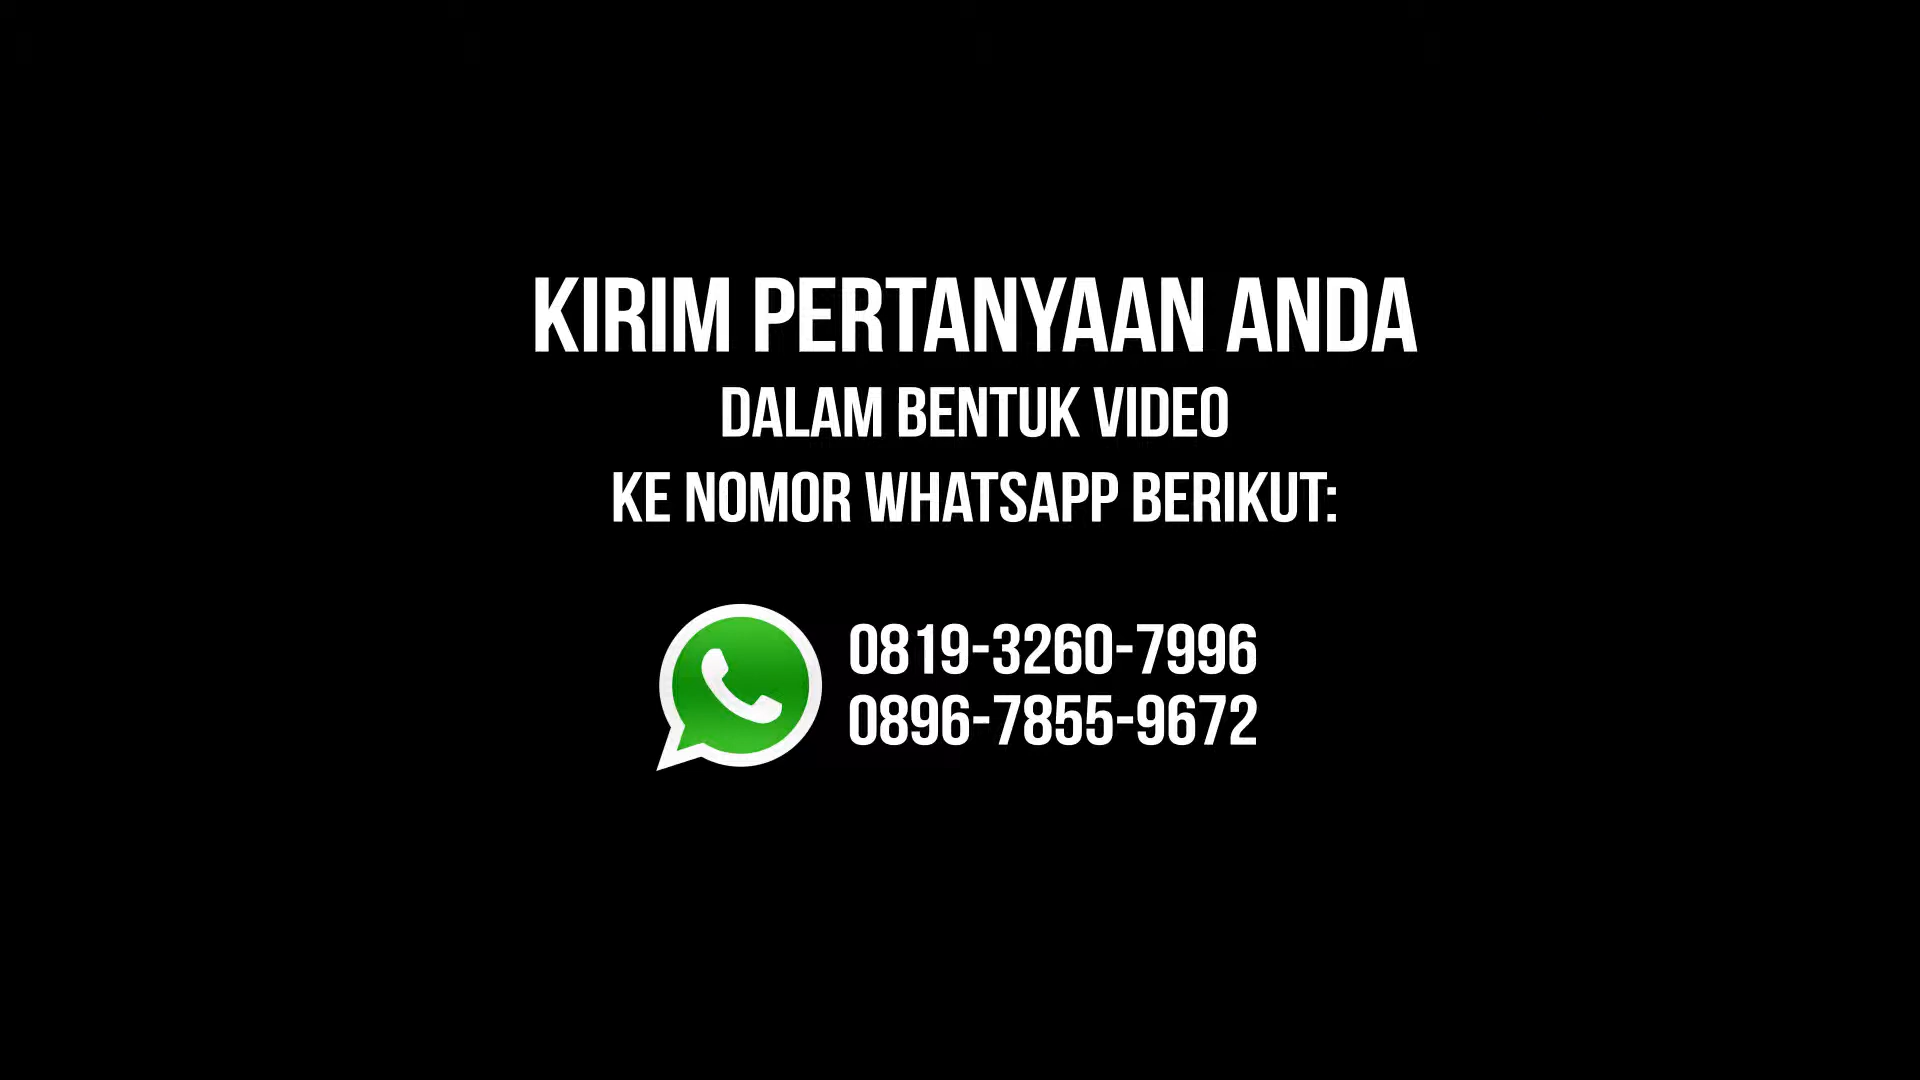 KIRIM PERTANYAAN ANDA
DALAM BENTUK VIDEO
KE NOMOR WHATSAPP BERIKUT:
0819-3260-7996
0896-7855-9672